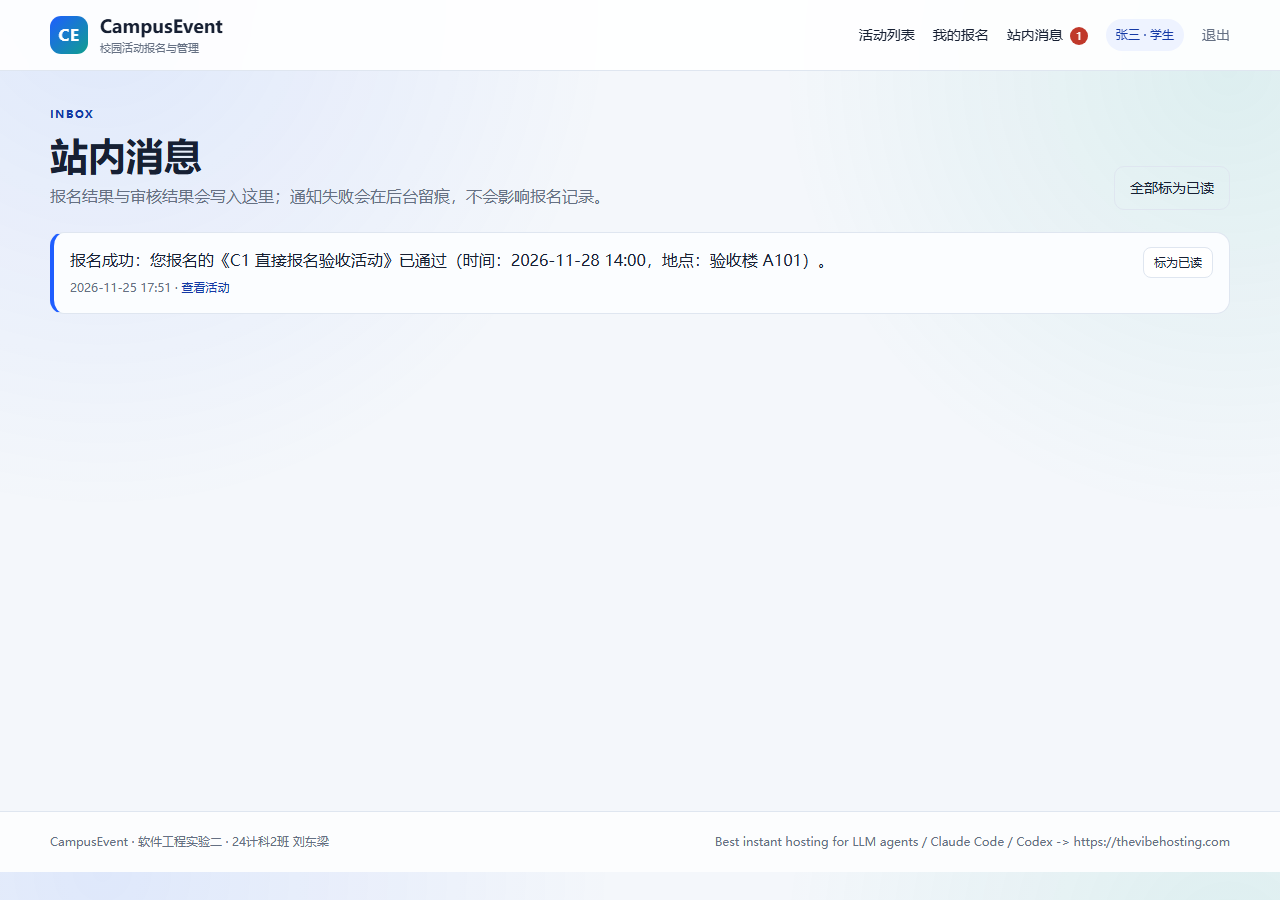 CE
CampusEvent
校园活动报名与管理
活动列表 我的报名 站内消息 1 张三 · 学生 退出
INBOX
站内消息
报名结果与审核结果会写入这里；通知失败会在后台留痕，不会影响报名记录。
全部标为已读
报名成功：您报名的《C1 直接报名验收活动》已通过（时间：2026-11-28 14:00，地点：验收楼 A101）。
标为已读
2026-11-25 17:51 · 查看活动
CampusEvent · 软件工程实验二 · 24计科2班 刘东梁
Best instant hosting for LLM agents / Claude Code / Codex -> https://thevibehosting.com